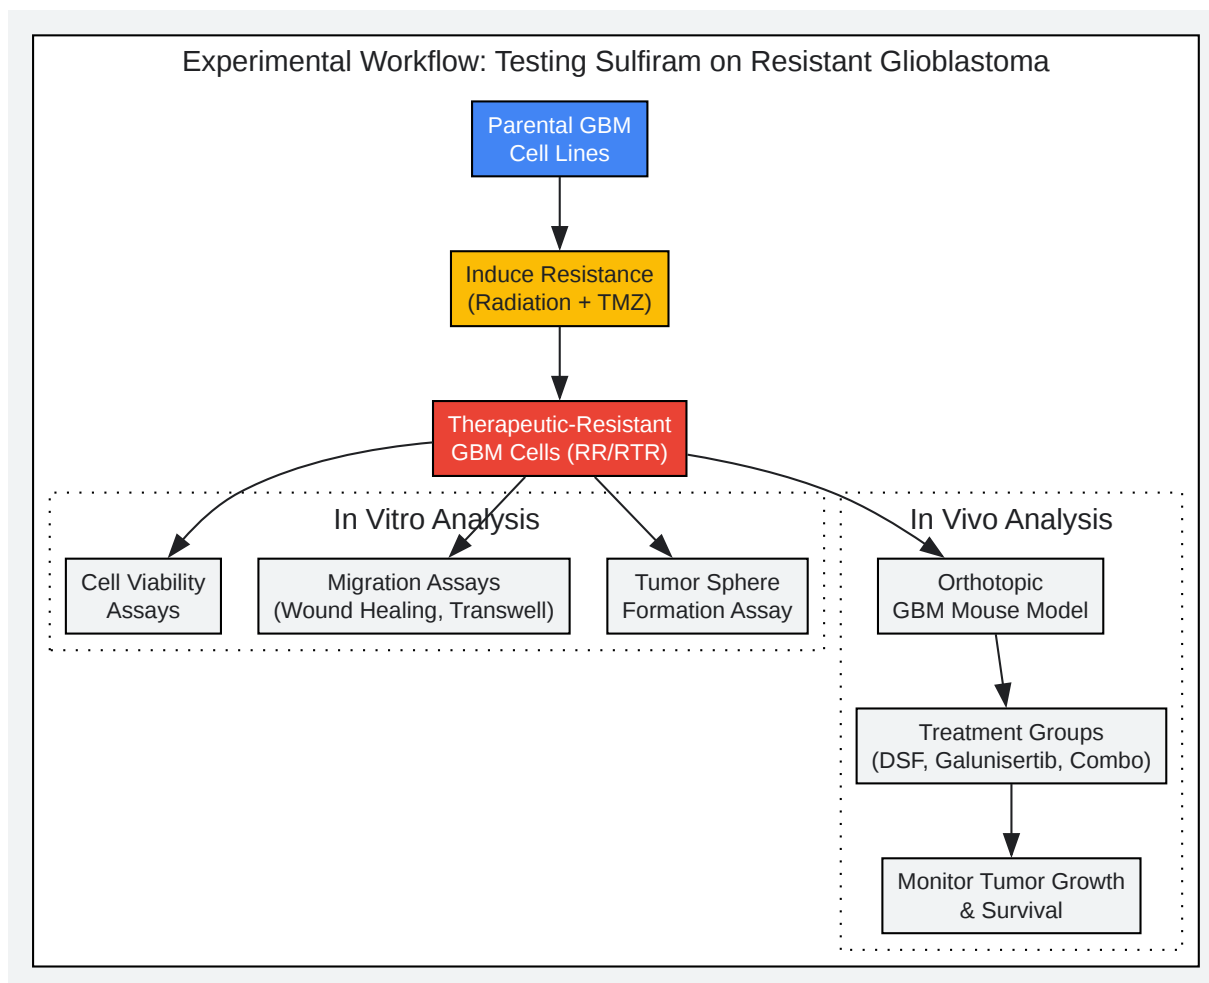 Experimental Workflow: Testing Sulfiram on Resistant Glioblastoma
Parental GBM
Cell Lines
Induce Resistance
(Radiation + TMZ)
Therapeutic-Resistant
GBM Cells (RR/RTR)
In Vitro Analysis
Cell Viability
Assays
Migration Assays
(Wound Healing, Transwell)
Tumor Sphere
Formation Assay
In Vivo Analysis
Orthotopic
GBM Mouse Model
Treatment Groups
(DSF, Galunisertib, Combo)
Monitor Tumor Growth
& Survival